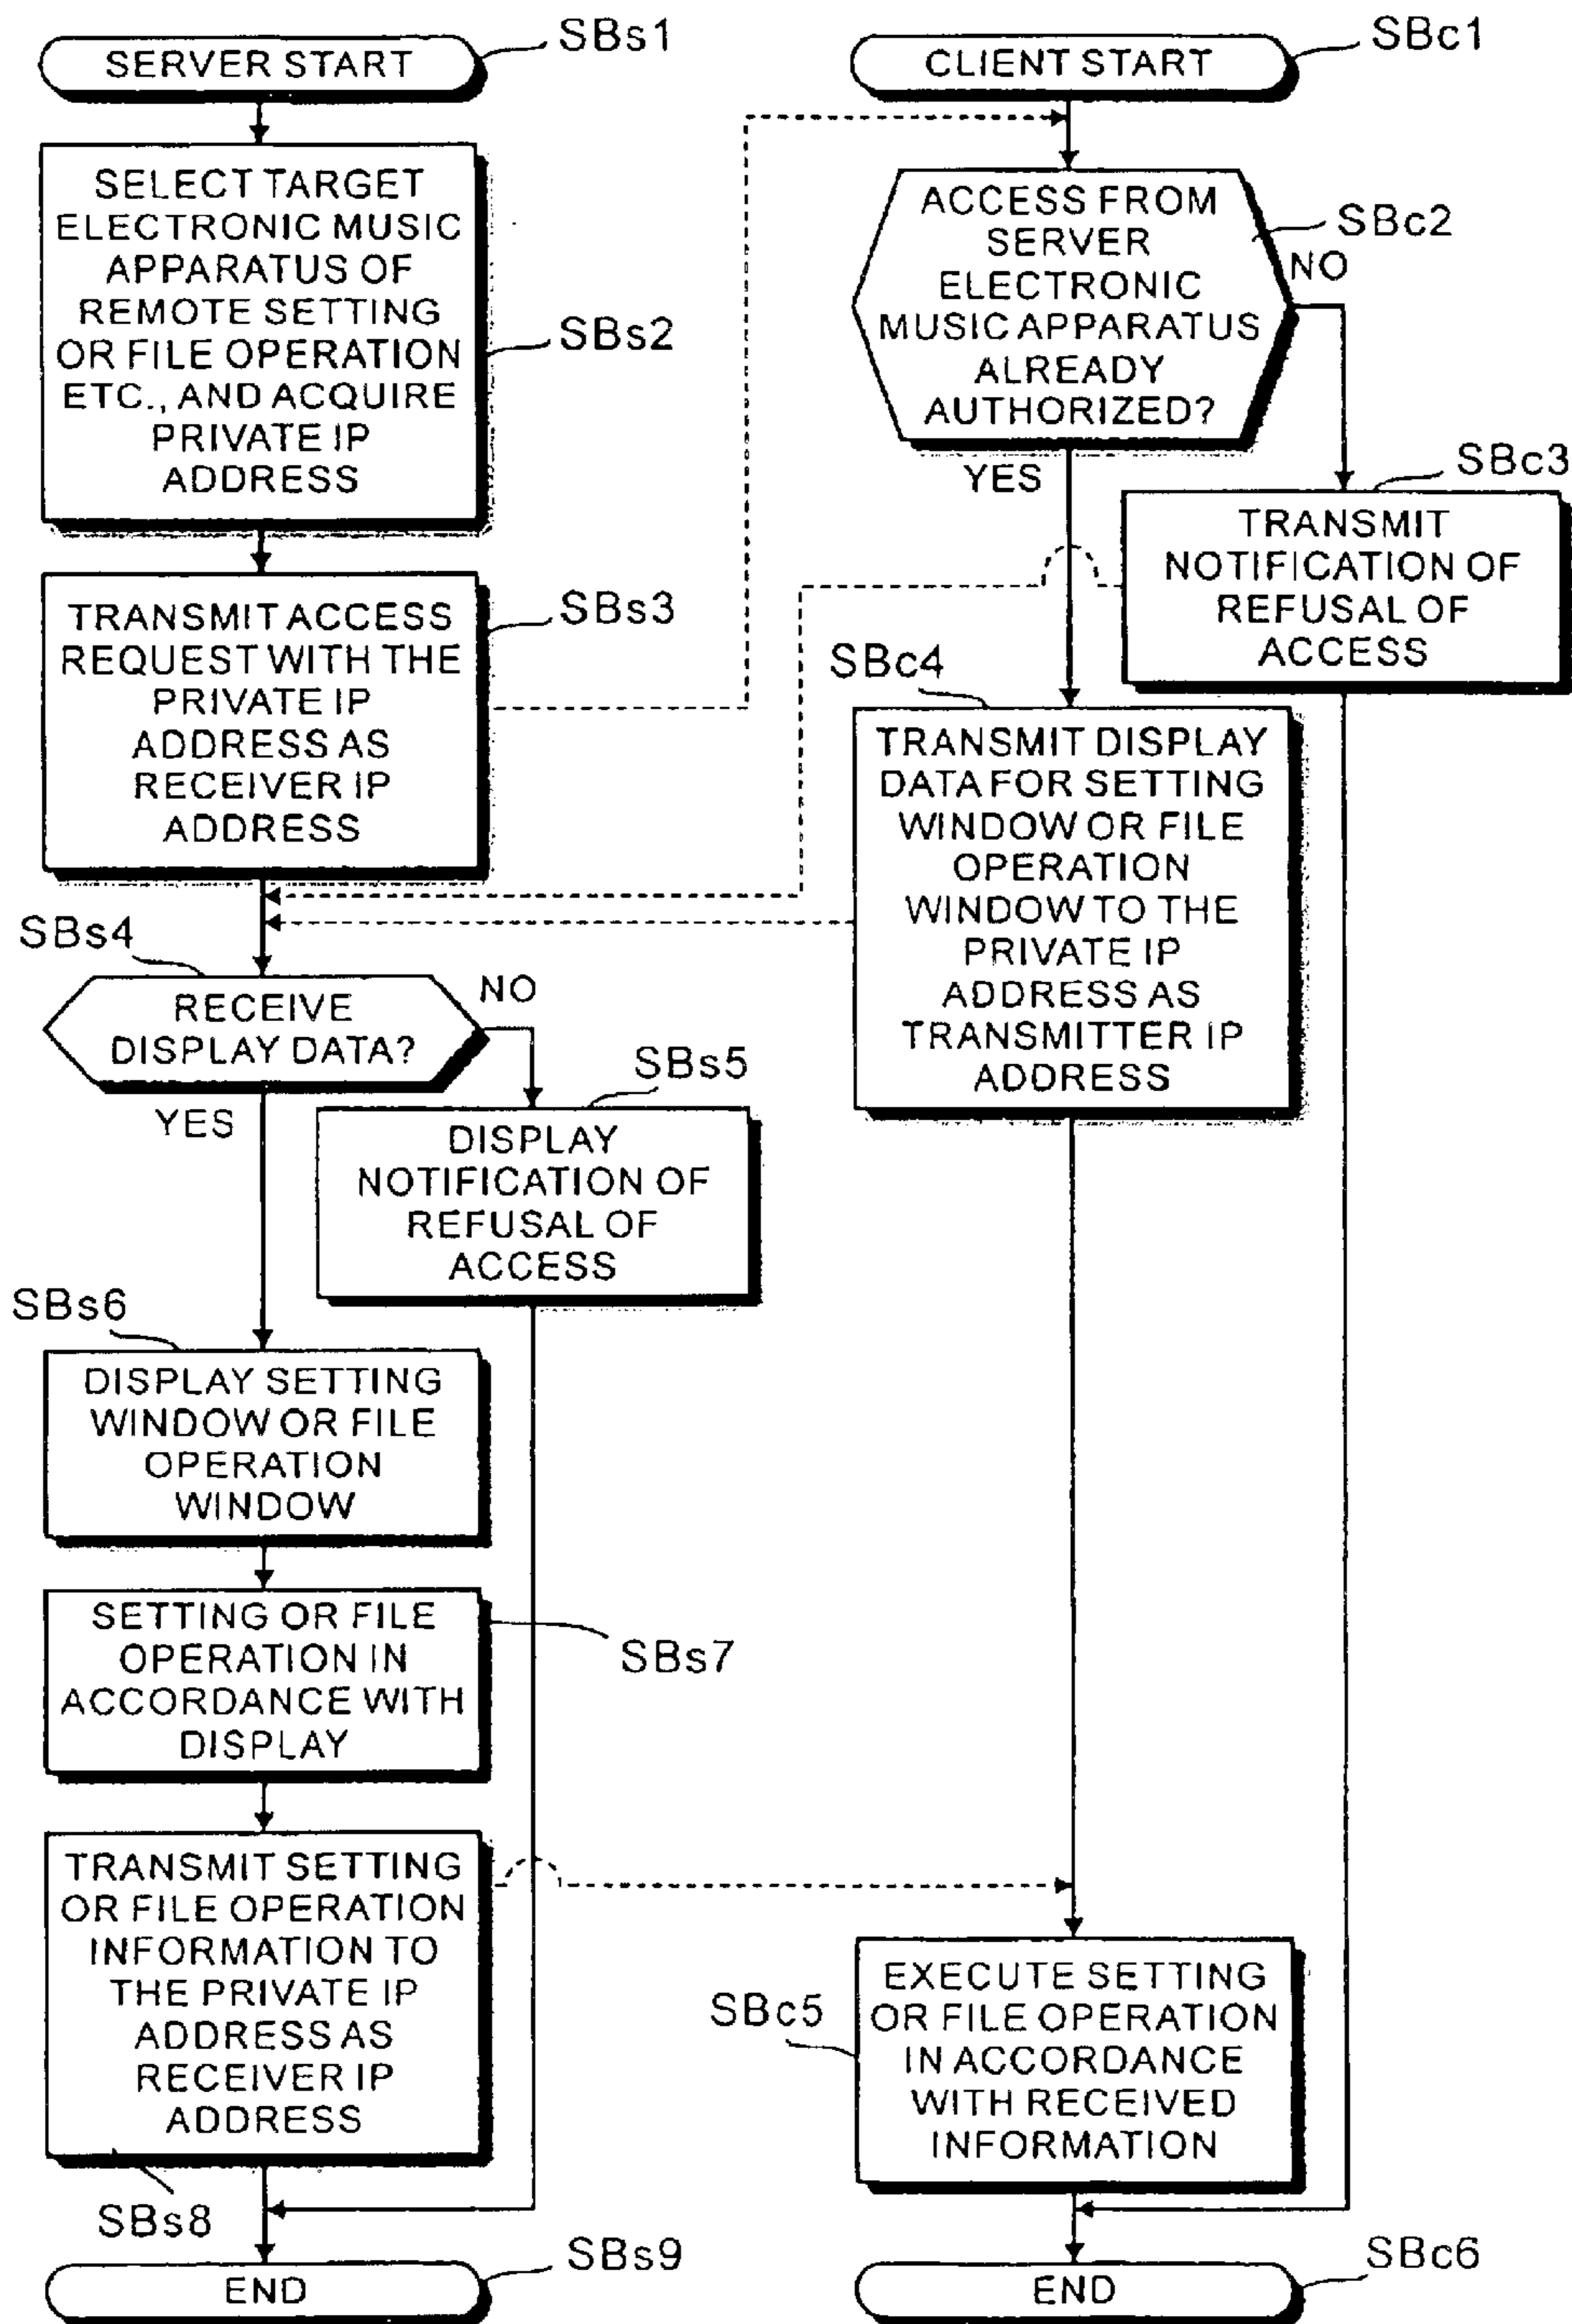 SERVER START
SBs1
SELECT TARGET
ELECTRONIC MUSIC
APPARATUS OF
REMOTE SETTING
OR FILE OPERATION
ETC., AND ACQUIRE
PRIVATE IP
ADDRESS
SBs2
TRANSMIT ACCESS
REQUEST WITH THE
PRIVATE IP
ADDRESS AS
RECEIVER IP
ADDRESS
SBs3
SBs4
RECEIVE
DISPLAY DATA?
NO
YES
SBs5
DISPLAY
NOTIFICATION OF
REFUSAL OF
ACCESS
SBs6
DISPLAY SETTING
WINDOW OR FILE
OPERATION
WINDOW
SETTING OR FILE
OPERATION IN
ACCORDANCE WITH
DISPLAY
SBs7
TRANSMIT SETTING
OR FILE OPERATION
INFORMATION TO
THE PRIVATE IP
ADDRESS AS
RECEIVER IP
ADDRESS
SBs8
END
SBs9
CLIENT START
SBc1
ACCESS FROM
SERVER
ELECTRONIC
MUSIC APPARATUS
ALREADY
AUTHORIZED?
SBc2
NO
YES
SBc3
TRANSMIT
NOTIFICATION OF
REFUSAL OF
ACCESS
SBc4
TRANSMIT DISPLAY
DATA FOR SETTING
WINDOW OR FILE
OPERATION
WINDOW TO THE
PRIVATE IP
ADDRESS AS
TRANSMITTER IP
ADDRESS
SBc5
EXECUTE SETTING
OR FILE OPERATION
IN ACCORDANCE
WITH RECEIVED
INFORMATION
END
SBc6